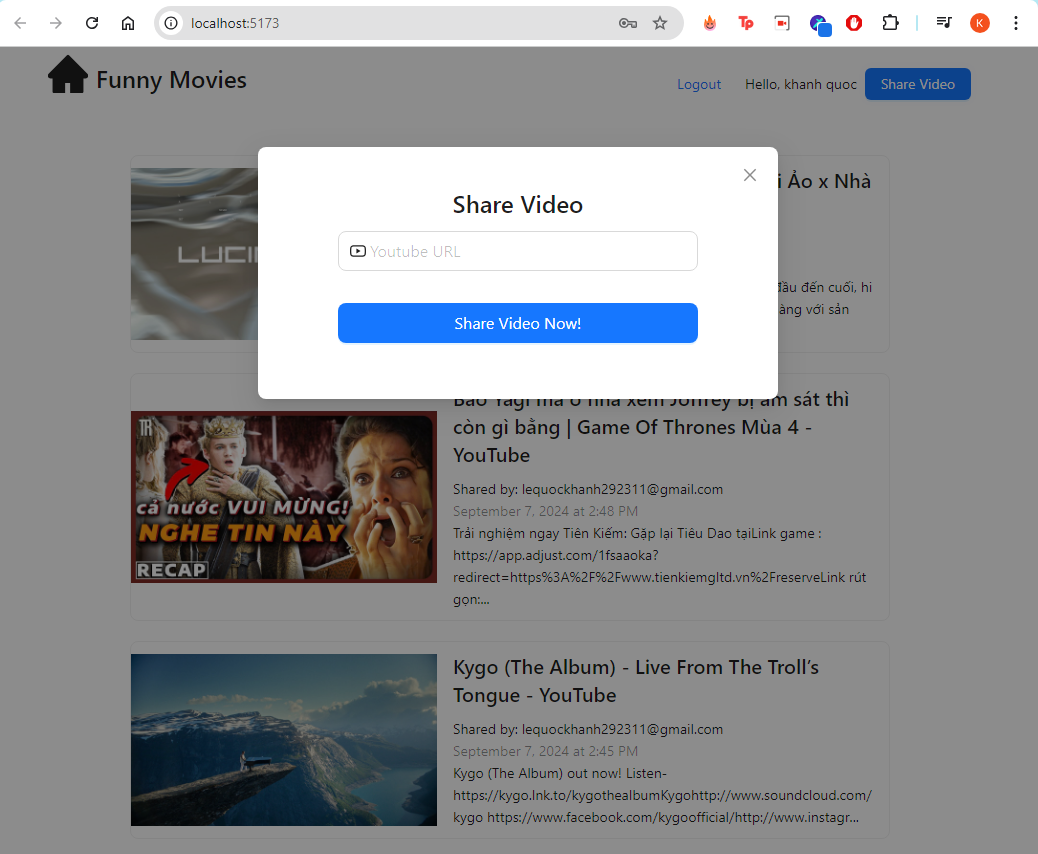 localhost:5173
Tp
K
Funny Movies
Logout
Hello, khanh quoc
Share Video
i Ảo x Nhà
Share Video
Youtube URL
LUCI
đầu đến cuối, hi
àng với sản
Share Video Now!
Bão Yagi mà ở nhà xem Joffrey bị ám sát thì
còn gì bằng | Game Of Thrones Mùa 4 -
YouTube
TR
cả nước VUI MỪNG!
NGHE TIN NÀY
RECAP
Shared by: lequockhanh292311@gmail.com
September 7, 2024 at 2:48 PM
Trải nghiệm ngay Tiên Kiếm: Gặp lại Tiêu Dao tạiLink game :
https://app.adjust.com/1fsaaoka?
redirect=https%3A%2F%2Fwww.tienkiemgltd.vn%2FreserveLink rút
gọn:...
Kygo (The Album) - Live From The Troll’s
Tongue - YouTube
Shared by: lequockhanh292311@gmail.com
September 7, 2024 at 2:45 PM
Kygo (The Album) out now! Listen-
https://kygo.lnk.to/kygothealbumKygohttp://www.soundcloud.com/
kygo https://www.facebook.com/kygoofficial/http://www.instagr...